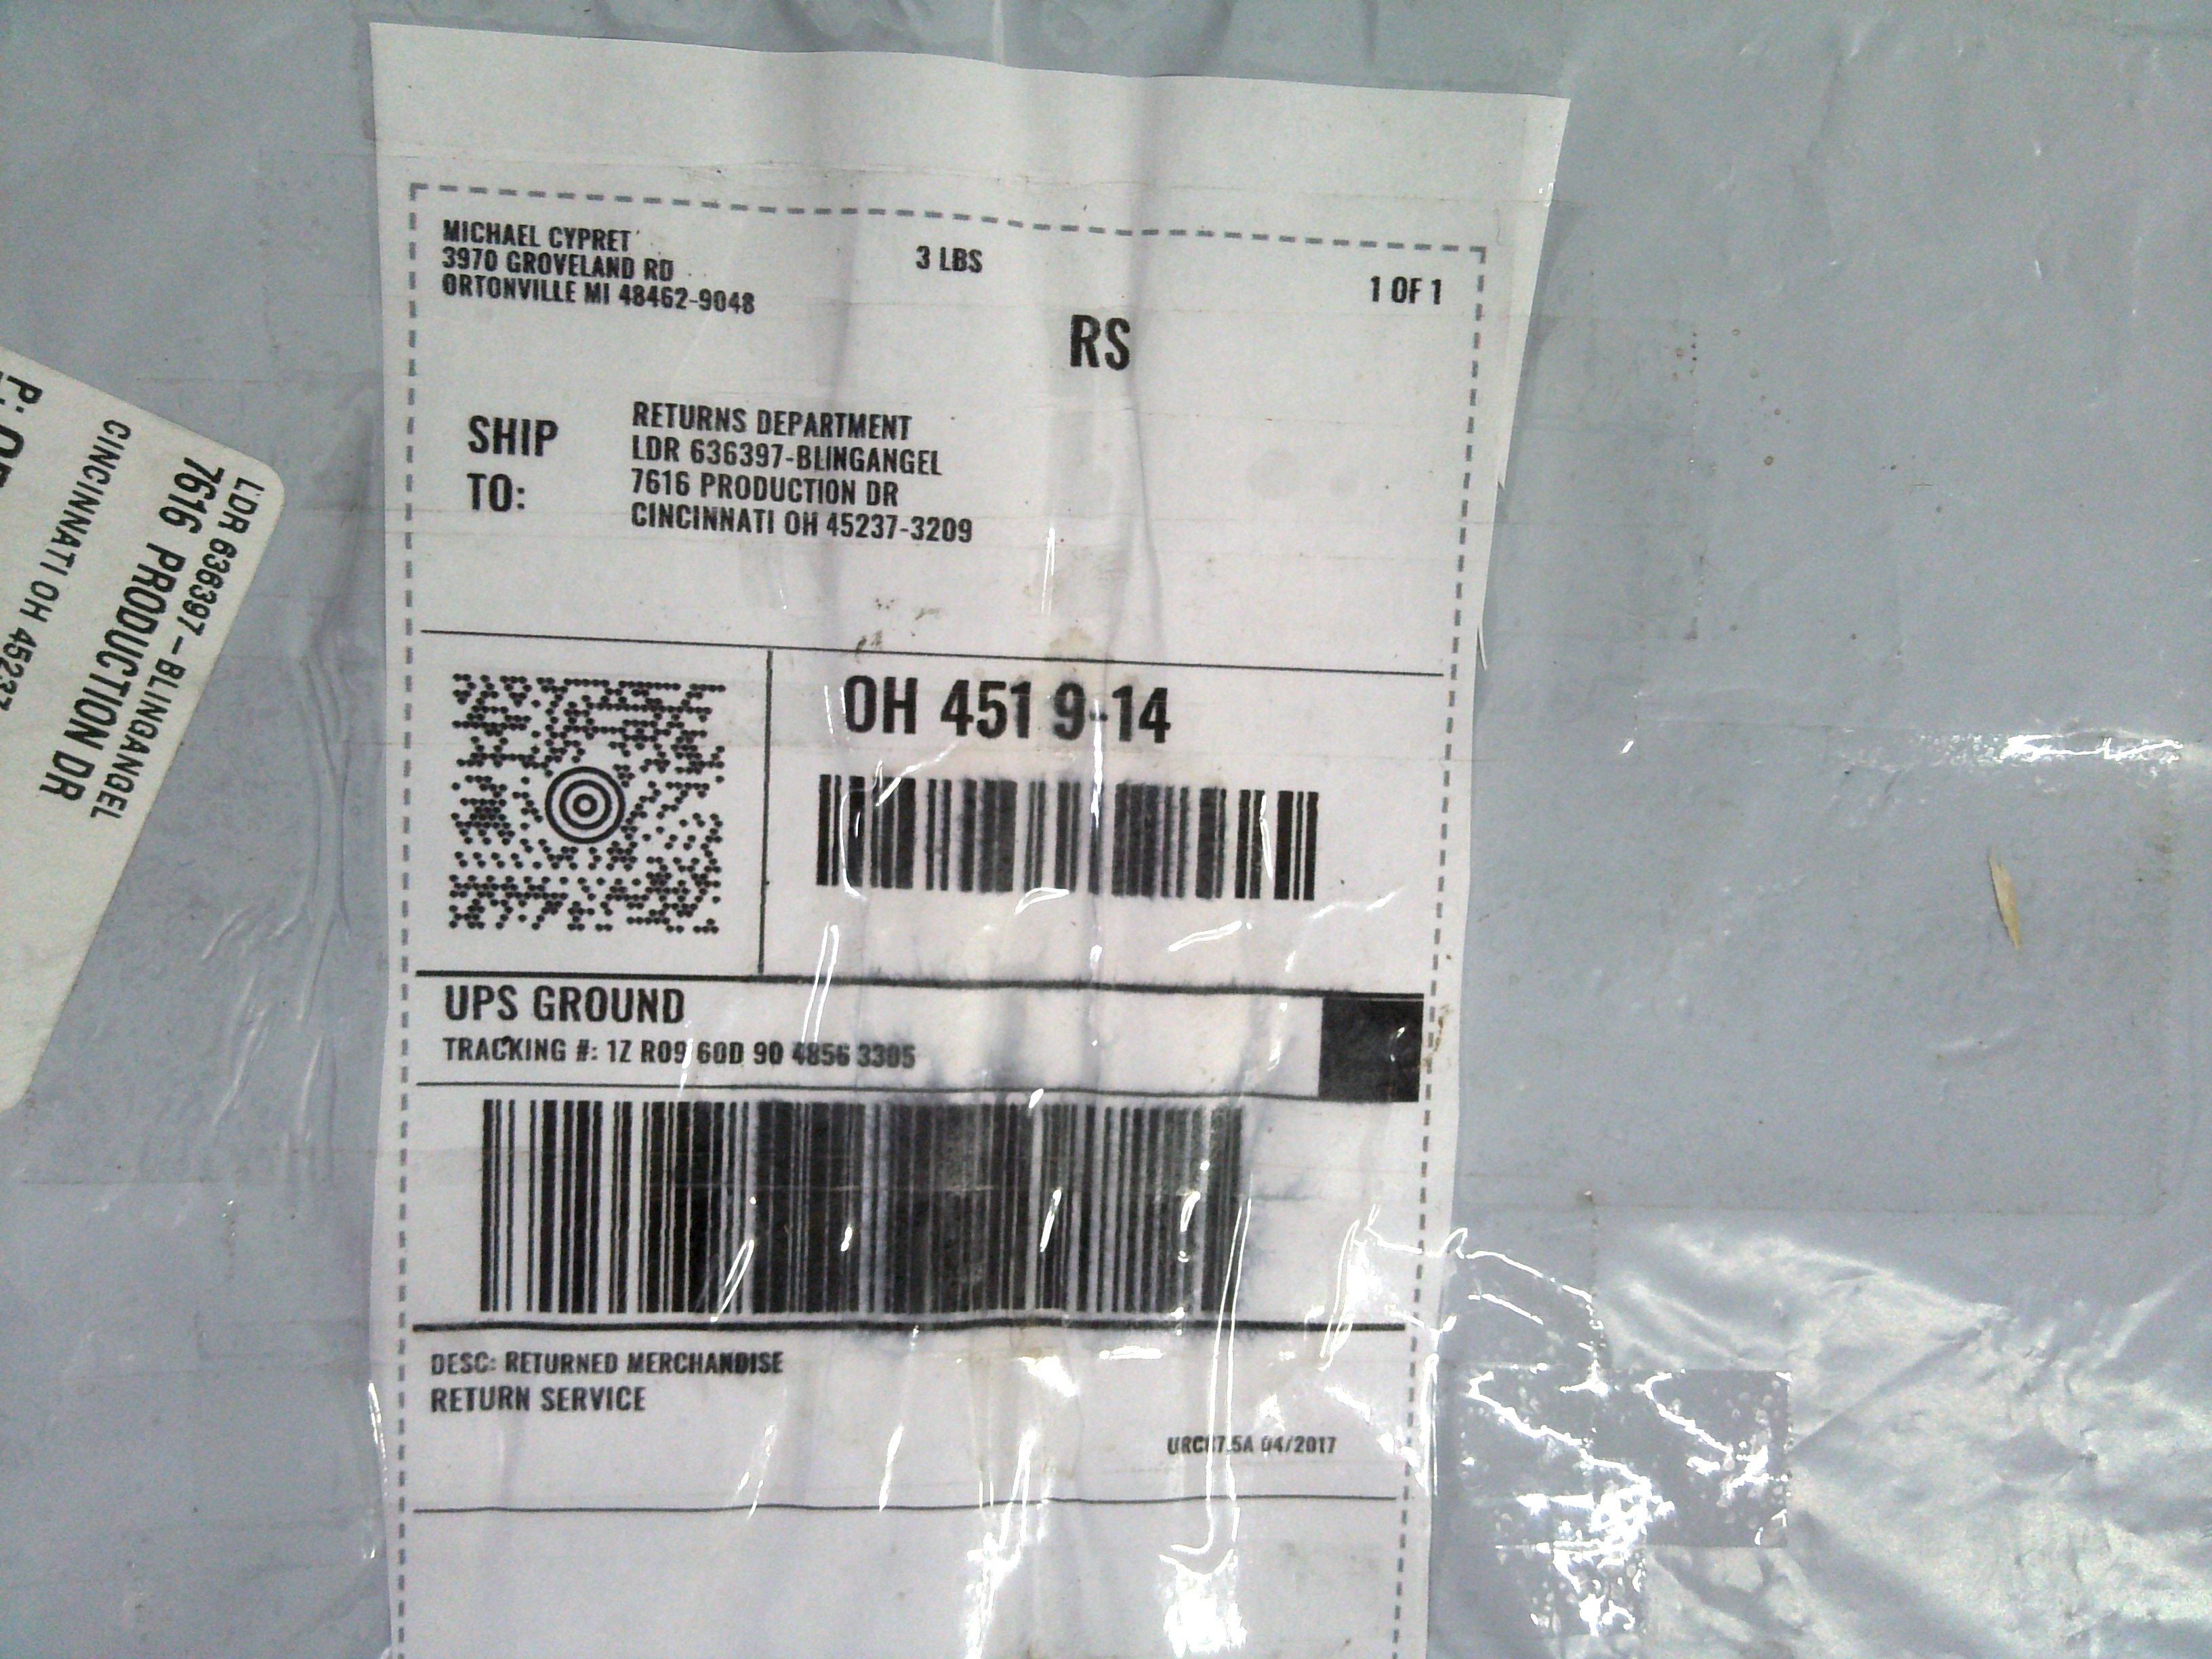 MICHAEL CYPRET
3970 GROVELAND RD
ORTONVILLE MI 48462-9048
3 LBS
1 OF 1
RS
SHIP TO:
RETURNS DEPARTMENT
LDR 636397-BLINGANGEL
7616 PRODUCTION DR
CINCINNATI OH 45237-3209
OH 451 9-14
UPS GROUND
TRACKING #: 1Z R09 60D 90 4856 3305
DESC: RETURNED MERCHANDISE
RETURN SERVICE
04/2017
LDR 636397 - BLINGANGEL
7616 PRODUCTION DR
CINCINNATI OH 45237
P: